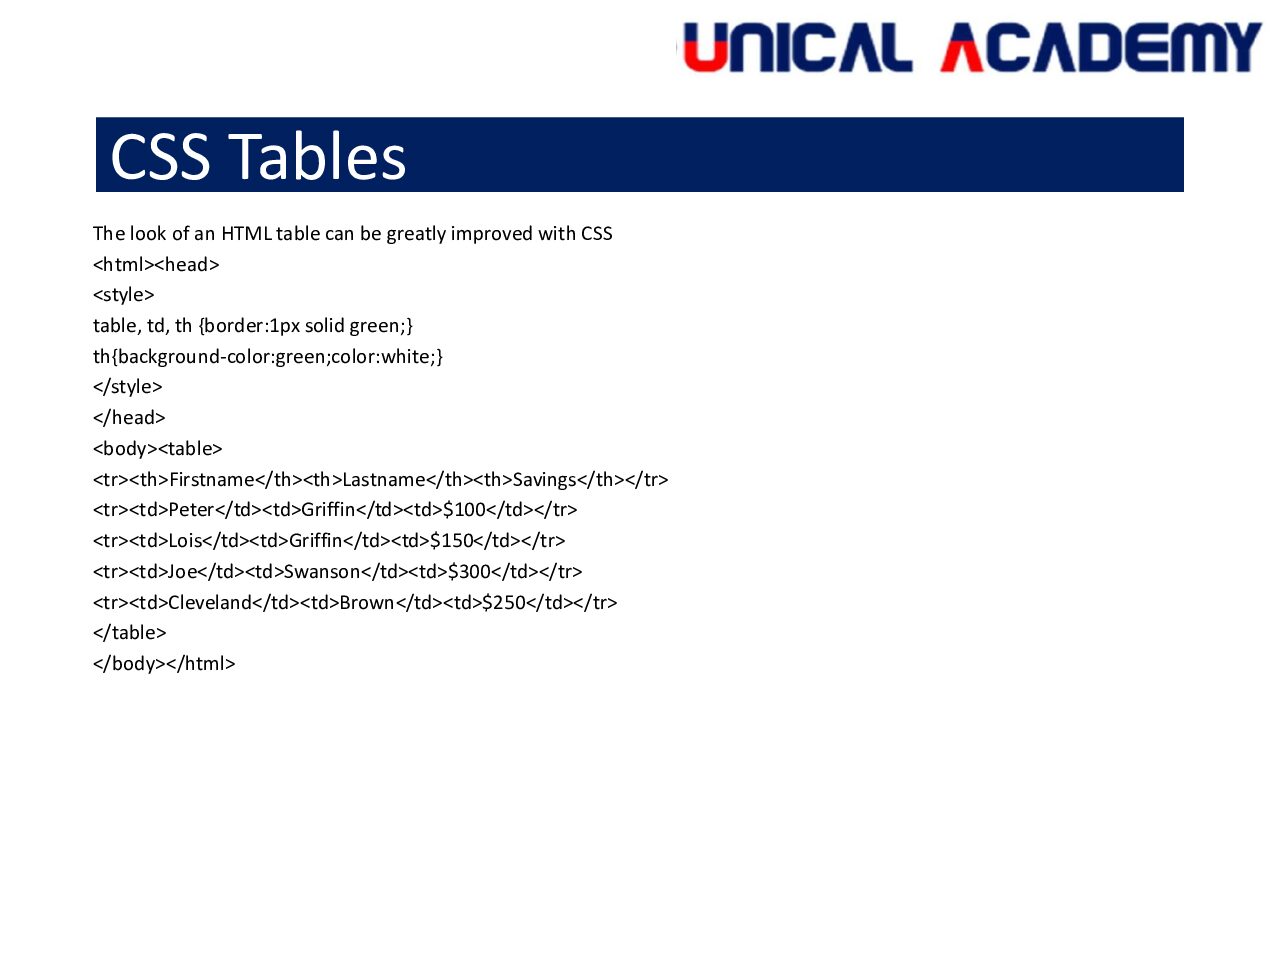 UNICAL ACADEMY
CSS Tables
The look of an HTML table can be greatly improved with CSS
<html><head>
<style>
table, td, th {border:1px solid green;}
th{background-color:green;color:white;}
</style>
</head>
<body><table>
<tr><th>Firstname</th><th>Lastname</th><th>Savings</th></tr>
<tr><td>Peter</td><td>Griffin</td><td>$100</td></tr>
<tr><td>Lois</td><td>Griffin</td><td>$150</td></tr>
<tr><td>Joe</td><td>Swanson</td><td>$300</td></tr>
<tr><td>Cleveland</td><td>Brown</td><td>$250</td></tr>
</table>
</body></html>